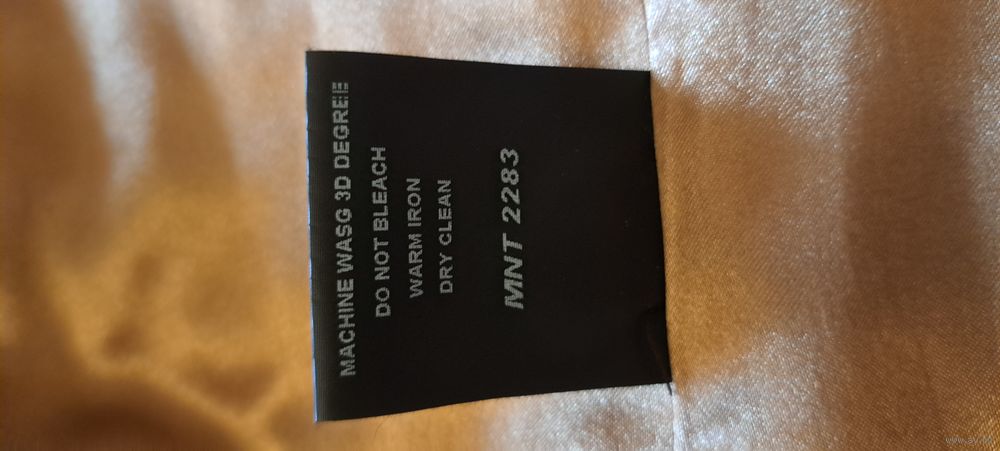 MACHINE WASG 3D DEGREE
DO NOT BLEACH
WARM IRON
DRY CLEAN
MNT 2283